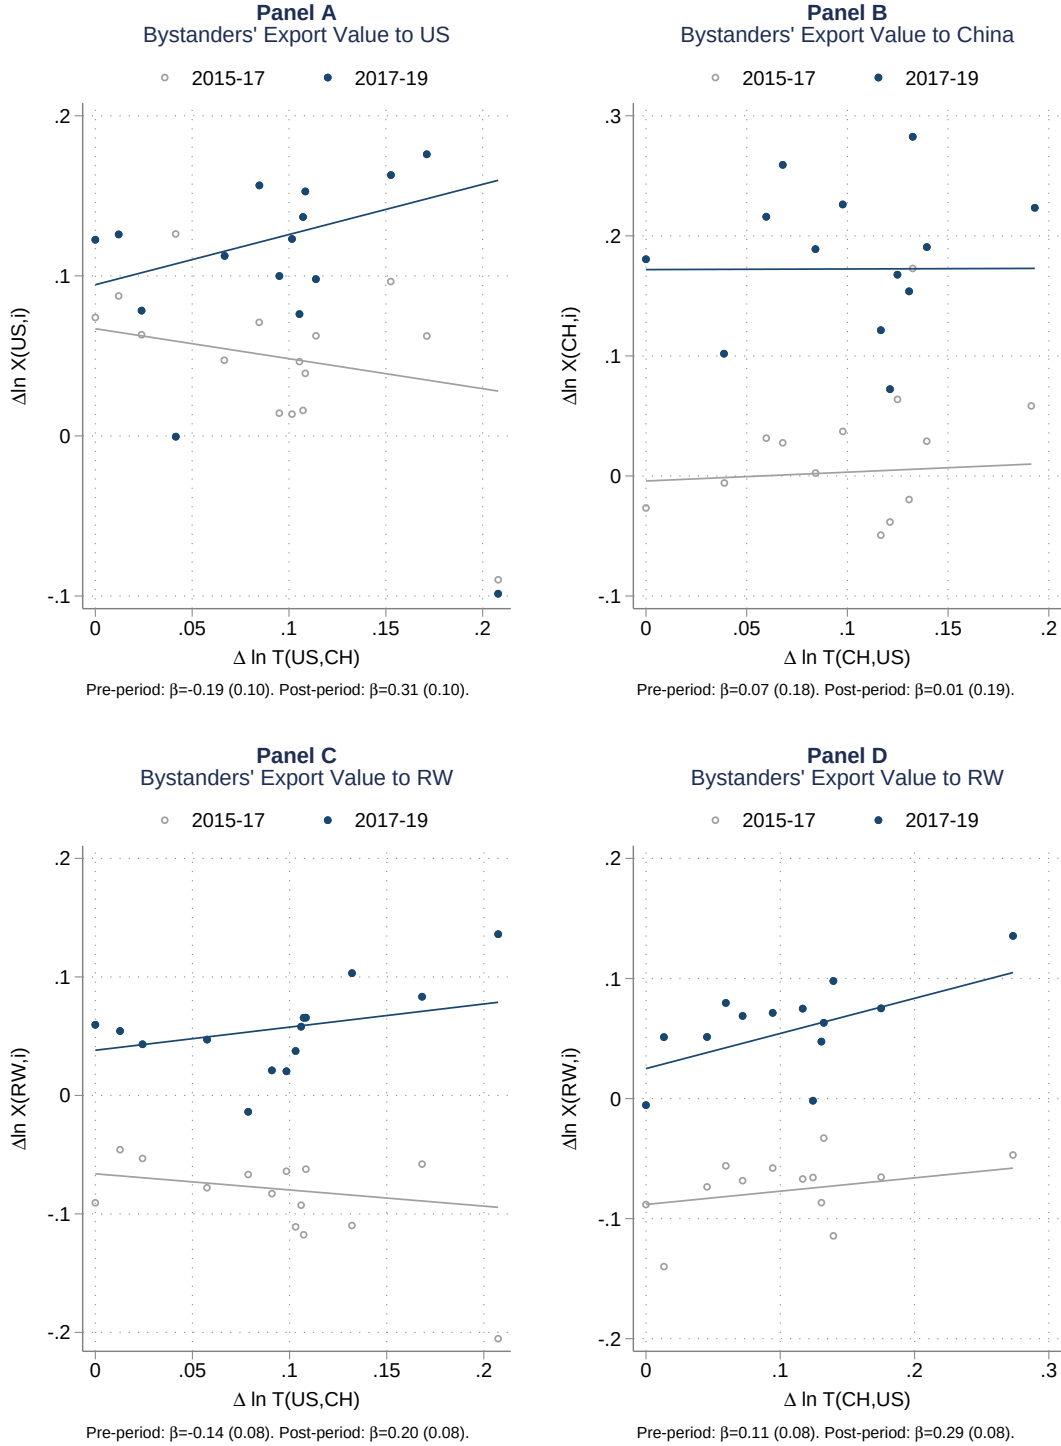 Panel A
Bystanders' Export Value to US
2015-17 2017-19
.2
.1
0
-.1
Δln X(US,i)
0 .05 .1 .15 .2
Δ ln T(US,CH)
Pre-period: β=-0.19 (0.10). Post-period: β=0.31 (0.10).
Panel B
Bystanders' Export Value to China
2015-17 2017-19
.3
.2
.1
0
-.1
Δln X(CH,i)
0 .05 .1 .15 .2
Δ ln T(CH,US)
Pre-period: β=0.07 (0.18). Post-period: β=0.01 (0.19).
Panel C
Bystanders' Export Value to RW
2015-17 2017-19
.2
.1
0
-.1
-.2
Δln X(RW,i)
0 .05 .1 .15 .2
Δ ln T(US,CH)
Pre-period: β=-0.14 (0.08). Post-period: β=0.20 (0.08).
Panel D
Bystanders' Export Value to RW
2015-17 2017-19
.2
.1
0
-.1
-.2
Δln X(RW,i)
0 .1 .2 .3
Δ ln T(CH,US)
Pre-period: β=0.11 (0.08). Post-period: β=0.29 (0.08).